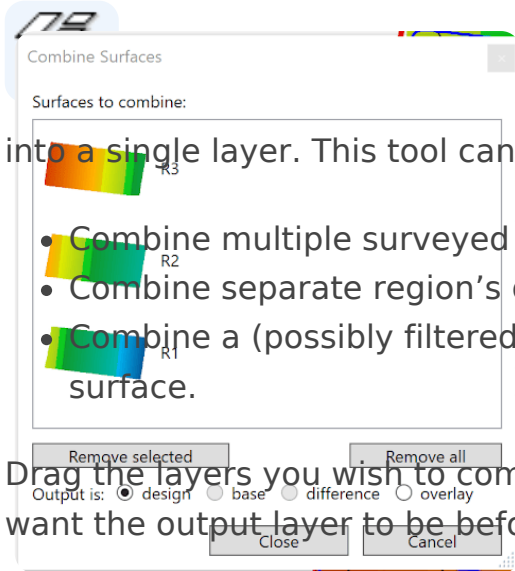 Combine Surfaces
Surfaces to combine:
into a single layer. This tool can
R3
Combine multiple surveyed
R2
Combine separate region's
Combine a (possibly filtered
R1
surface.
Remove selected
Remove all
Drag the layers you wish to com
Output is: design base difference overlay
want the output layer to be befo
Close
Cancel